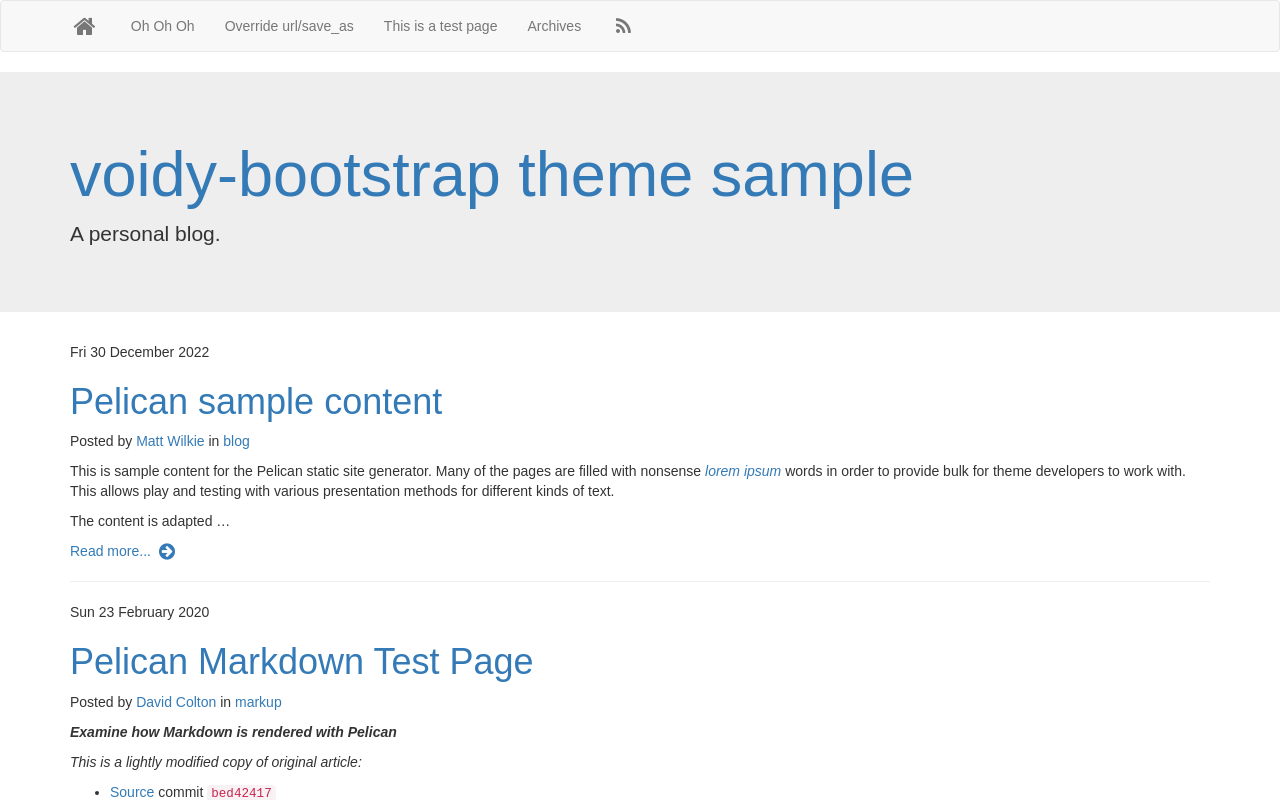 Oh Oh Oh Override url/save_as This is a test page Archives
voidy-bootstrap theme sample
A personal blog.
Fri 30 December 2022
Pelican sample content
Posted by Matt Wilkie in blog
This is sample content for the Pelican static site generator. Many of the pages are filled with nonsense lorem ipsum words in order to provide bulk for theme developers to work with.
This allows play and testing with various presentation methods for different kinds of text.
The content is adapted …
Read more...
Sun 23 February 2020
Pelican Markdown Test Page
Posted by David Colton in markup
Examine how Markdown is rendered with Pelican
This is a lightly modified copy of original article:
• Source commit bed42417